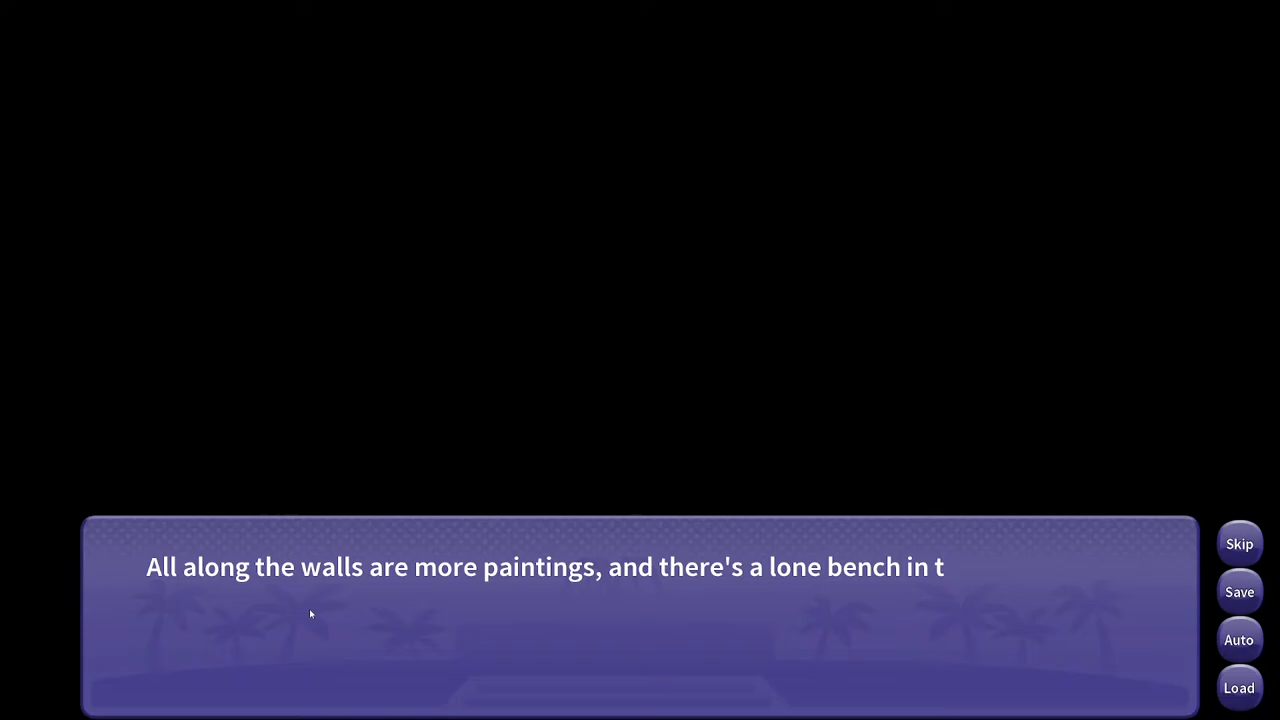 All along the walls are more paintings, and there's a lone bench in t
Skip
Save
Auto
Load